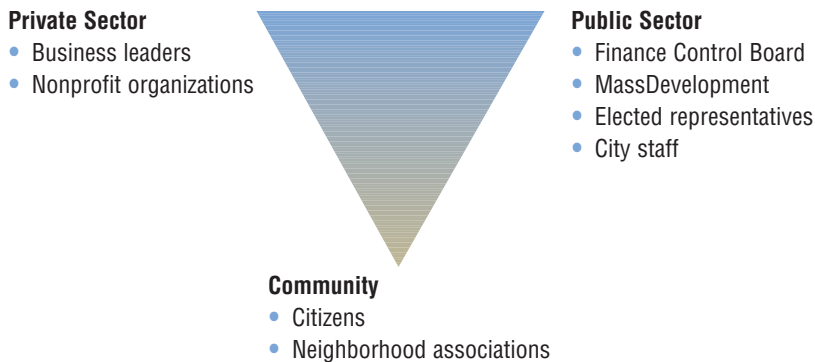 Private Sector
• Business leaders
• Nonprofit organizations
Public Sector
• Finance Control Board
• MassDevelopment
• Elected representatives
• City staff
Community
• Citizens
• Neighborhood associations